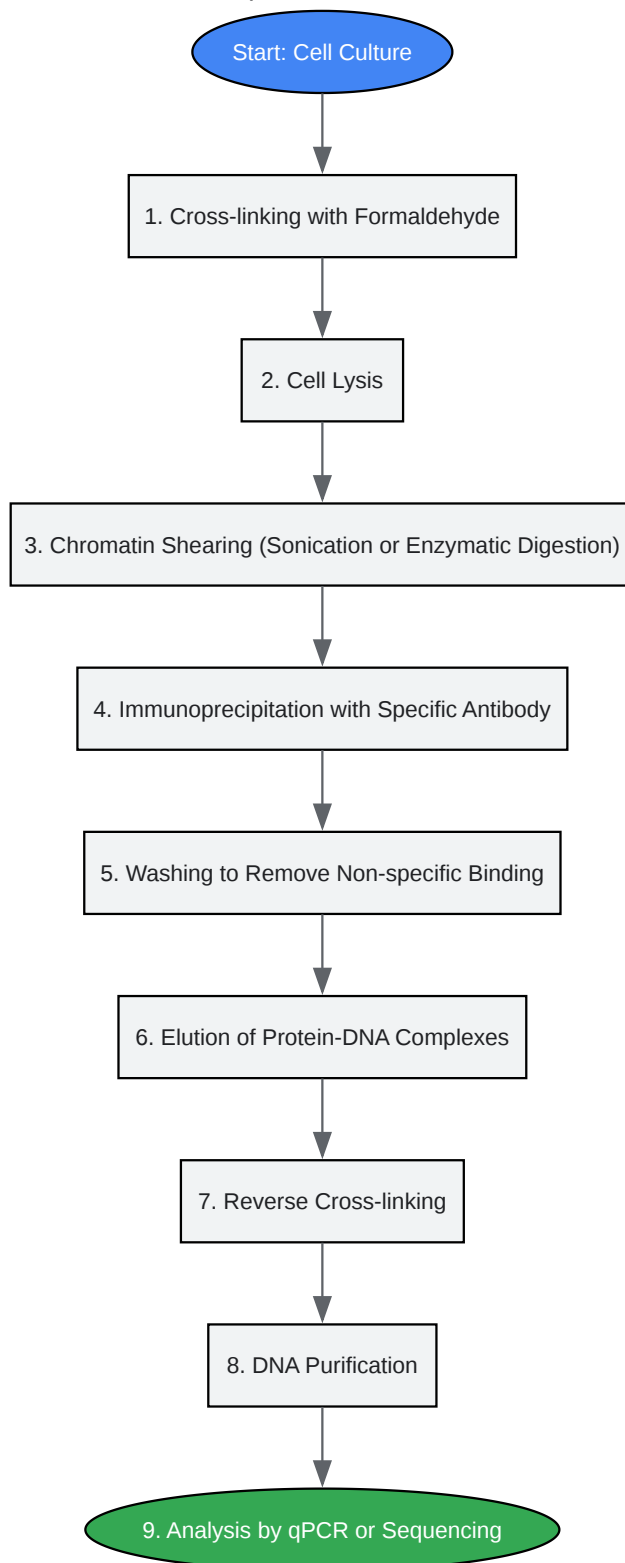 Start: Cell Culture
1. Cross-linking with Formaldehyde
2. Cell Lysis
3. Chromatin Shearing (Sonication or Enzymatic Digestion)
4. Immunoprecipitation with Specific Antibody
5. Washing to Remove Non-specific Binding
6. Elution of Protein-DNA Complexes
7. Reverse Cross-linking
8. DNA Purification
9. Analysis by qPCR or Sequencing